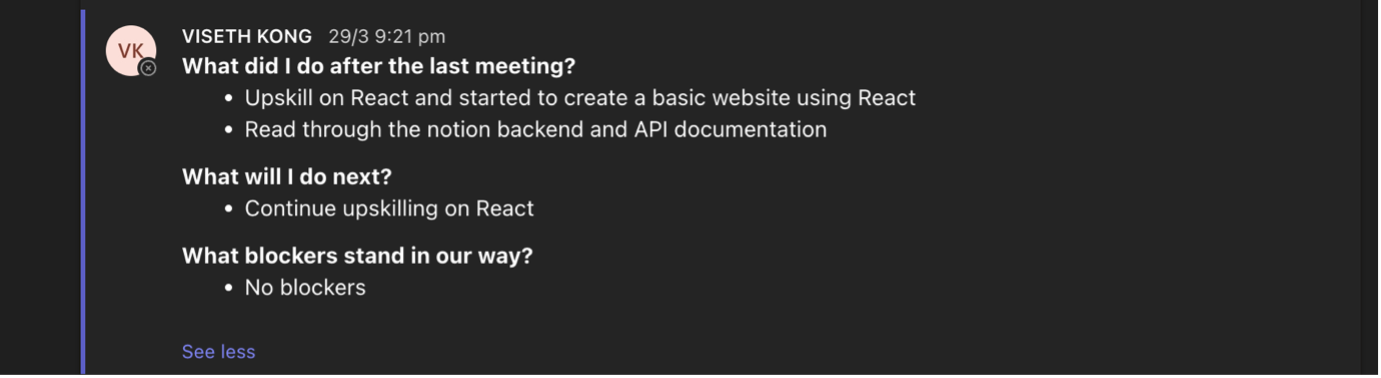 VISETH KONG 29/3 9:21 pm
VK
What did I do after the last meeting?
• Upskill on React and started to create a basic website using React
• Read through the notion backend and API documentation
What will I do next?
• Continue upskilling on React
What blockers stand in our way?
• No blockers
See less